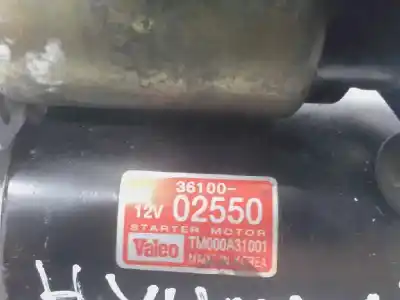 36100-
12V 02550
STARTER MOTOR
Valeo TM000A31001
MADE IN KOREA